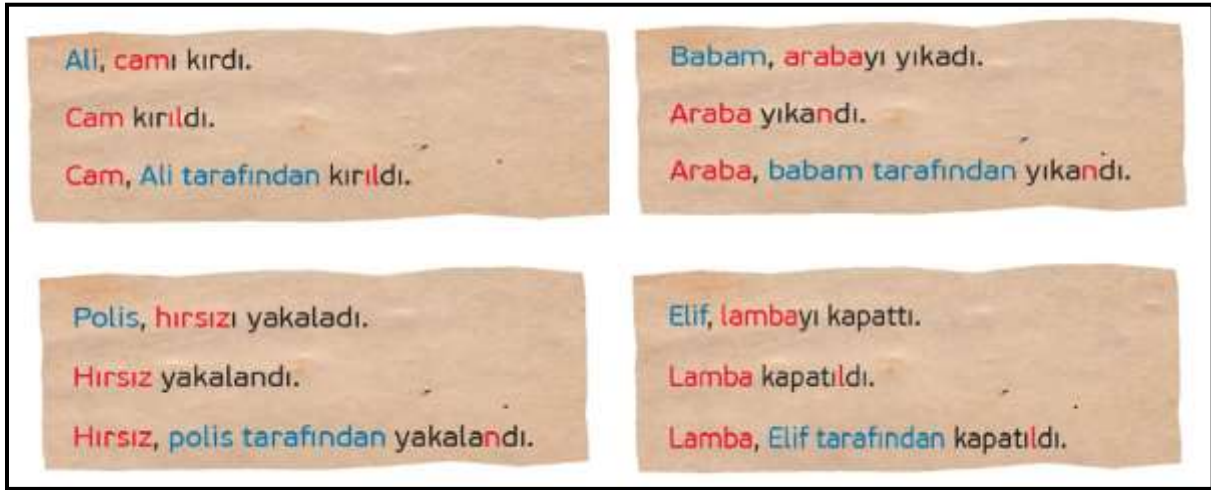 Ali, camı kırdı.
Cam kırıldı.
Cam, Ali tarafından kırıldı.
Babam, arabayı yıkadı.
Araba yıkandı.
Araba, babam tarafından yıkandı.
Polis, hırsızı yakaladı.
Hırsız yakalandı.
Hırsız, polis tarafından yakalandı.
Elif, lambayı kapattı.
Lamba kapatıldı.
Lamba, Elif tarafından kapatıldı.